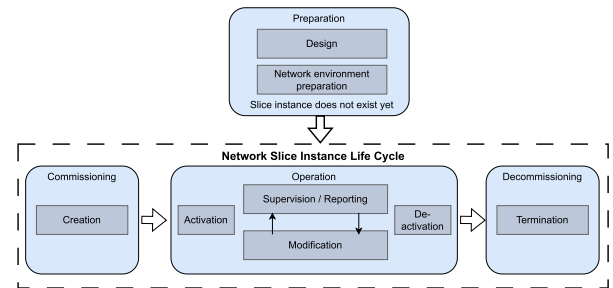 Preparation
Design
Network environment
preparation
Slice instance does not exist yet
Network Slice Instance Life Cycle
Commissioning
Creation
Operation
Activation
Supervision / Reporting
Modification
De-
activation
Decommissioning
Termination